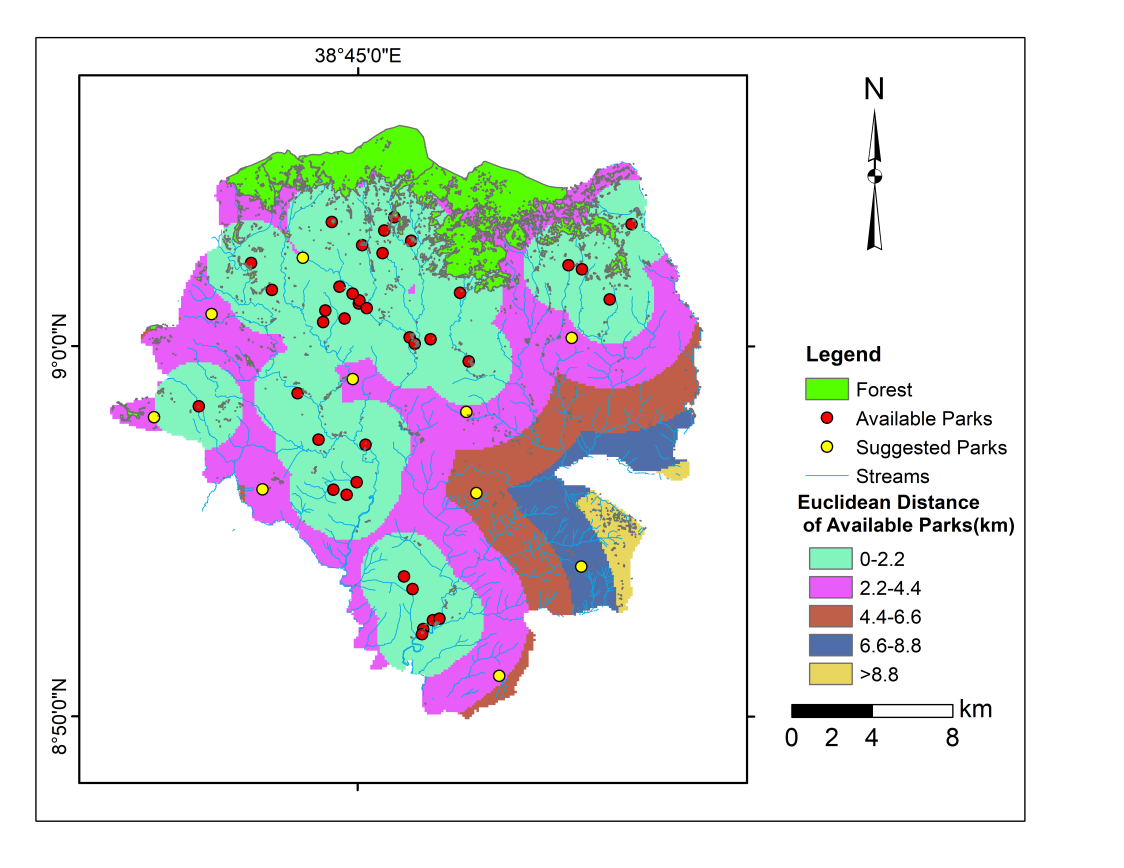 38°45'0"E
N
9°0'0"N
8°50'0"N
Legend
Forest
Available Parks
Suggested Parks
Streams
Euclidean Distance
of Available Parks(km)
0-2.2
2.2-4.4
4.4-6.6
6.6-8.8
>8.8
km
0 2 4 8